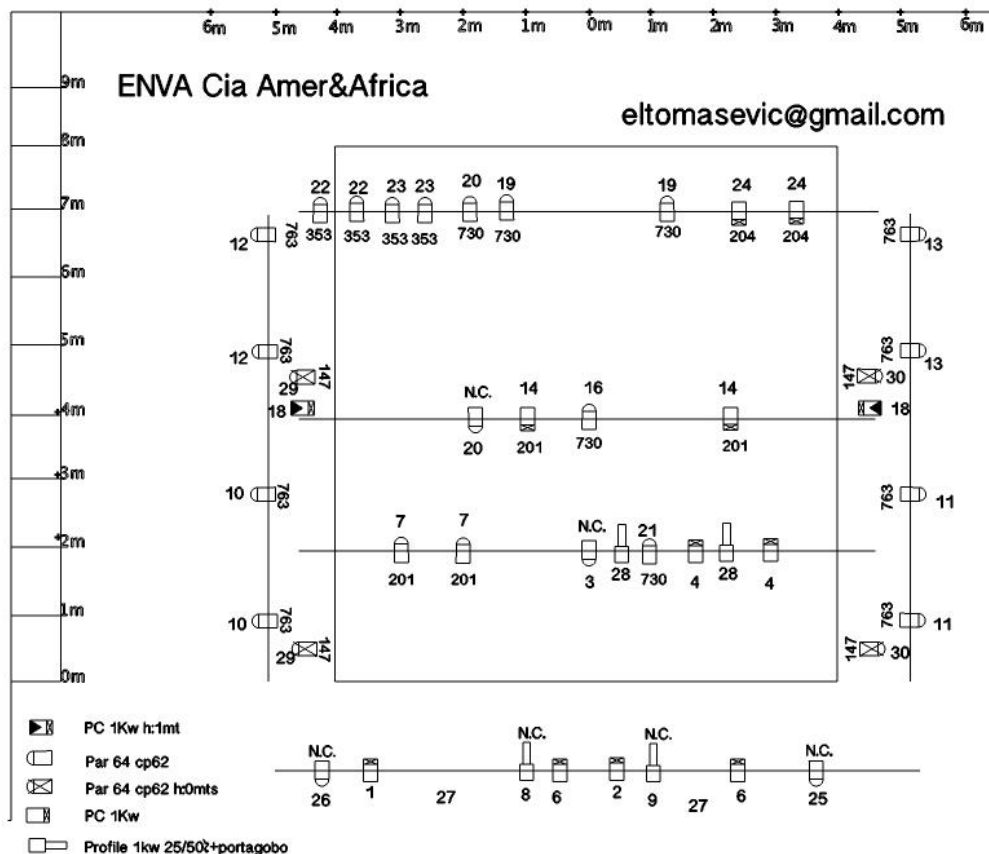 6m 5m 4m 3m 2m 1m 0m 1m 2m 3m 4m 5m 6m
9m
ENVA Cia Amer&Africa
eltomasevic@gmail.com
8m
22 22 23 23 20 19 19 24 24
7m
353 353 353 353 730 730 730 204 204
12 763 763 13
6m
5m
12 763 763 13
29 147 147 30
18 18
4m
N.C. 14 16 14
20 201 730 201
3m
10 763 763 11
7 7 N.C. 21
2m
201 201 3 28 730 4 28 4
1m
10 763 763 11
29 147 147 30
0m
PC 1Kw h:1mt
Par 64 cp62
Par 64 cp62 h:0mts
PC 1Kw
Profile 1kw 25/50º+portagobo
N.C. N.C. N.C. N.C.
26 1 27 8 6 2 9 27 6 25